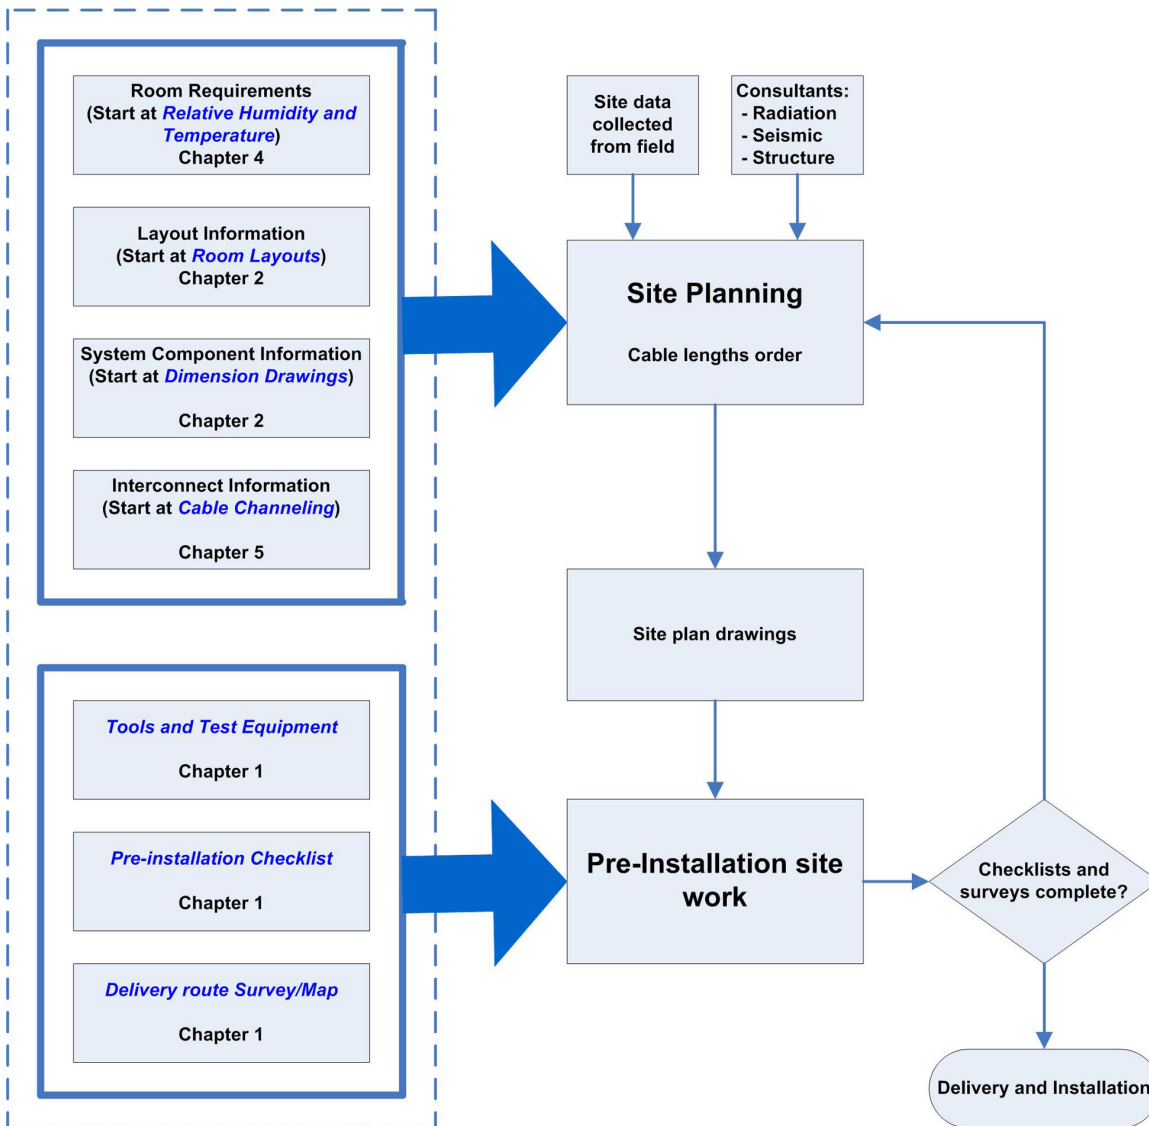 Room Requirements
(Start at Relative Humidity and
Temperature)
Chapter 4
Layout Information
(Start at Room Layouts)
Chapter 2
System Component Information
(Start at Dimension Drawings)
Chapter 2
Interconnect Information
(Start at Cable Channeling)
Chapter 5
Tools and Test Equipment
Chapter 1
Pre-installation Checklist
Chapter 1
Delivery route Survey/Map
Chapter 1
Site data
collected
from field
Consultants:
- Radiation
- Seismic
- Structure
Site Planning
Cable lengths order
Site plan drawings
Pre-Installation site
work
Checklists and
surveys complete?
Delivery and Installation